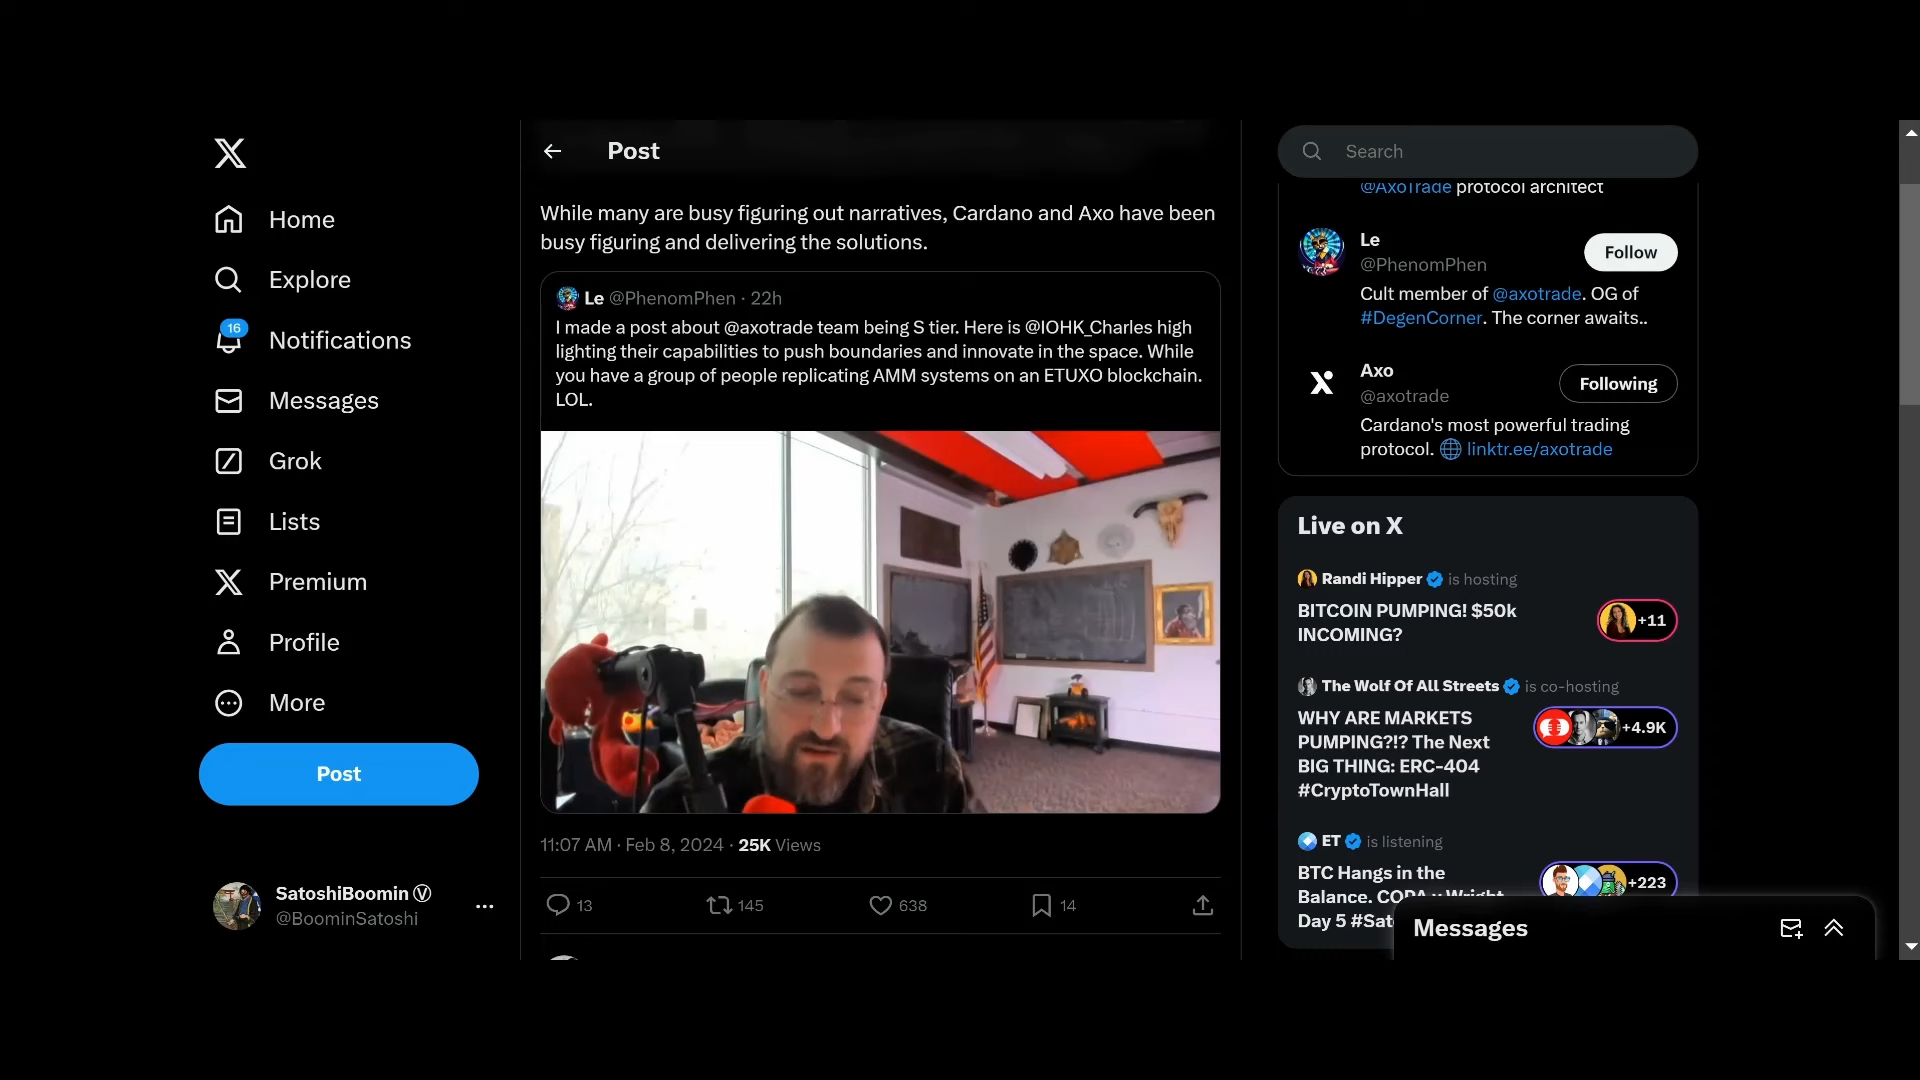 Home
Explore
16
Notifications
Messages
Grok
Lists
Premium
Profile
More
Post
SatoshiBoomin Ⓥ
@BoominSatoshi
Post
While many are busy figuring out narratives, Cardano and Axo have been
busy figuring and delivering the solutions.
Le @PhenomPhen · 22h
I made a post about @axotrade team being S tier. Here is @IOHK_Charles high
lighting their capabilities to push boundaries and innovate in the space. While
you have a group of people replicating AMM systems on an ETUXO blockchain.
LOL.
11:07 AM · Feb 8, 2024 · 25K Views
13 145 638 14
Search
@AxoTrade protocol architect
Le
@PhenomPhen
Follow
Cult member of @axotrade. OG of
#DegenCorner. The corner awaits..
Axo
@axotrade
Following
Cardano's most powerful trading
protocol. linktr.ee/axotrade
Live on X
Randi Hipper is hosting
BITCOIN PUMPING! $50k
INCOMING?
+11
The Wolf Of All Streets is co-hosting
WHY ARE MARKETS
PUMPING?!? The Next
BIG THING: ERC-404
#CryptoTownHall
+4.9K
ET is listening
BTC Hangs in the
Balance. COPA v Wright
Day 5 #Sat
+223
Messages